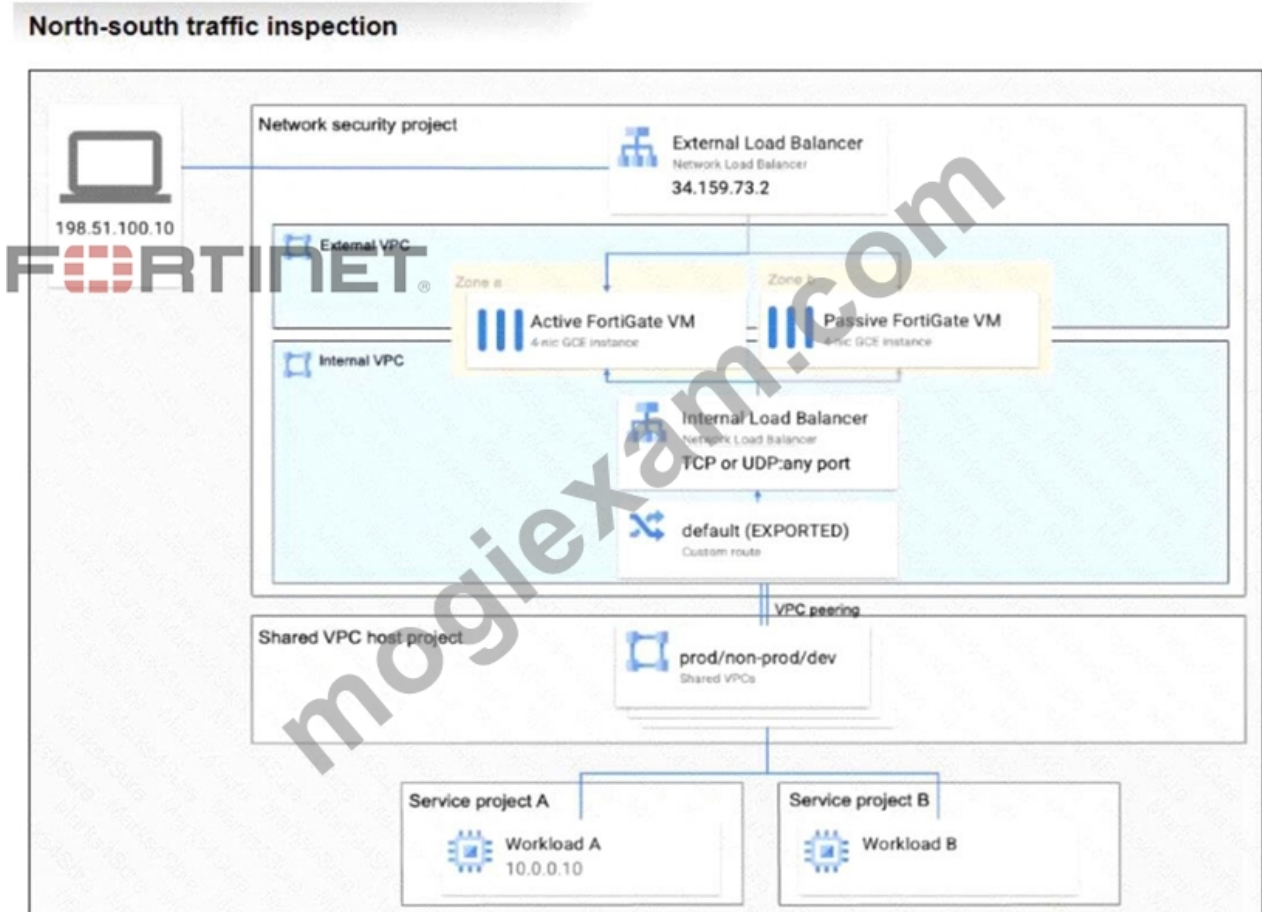 North-south traffic inspection
Network security project
External Load Balancer
Network Load Balancer
34.159.73.2
198.51.100.10
External VPC
FORTINET®
Zone a
Zone b
Active FortiGate VM
4-nic GCE instance
Passive FortiGate VM
4-nic GCE instance
Internal VPC
Internal Load Balancer
Network Load Balancer
TCP or UDP:any port
default (EXPORTED)
Custom route
VPC peering
Shared VPC host project
prod/non-prod/dev
Shared VPCs
Service project A
Workload A
10.0.0.10
Service project B
Workload B
mogiexam.com